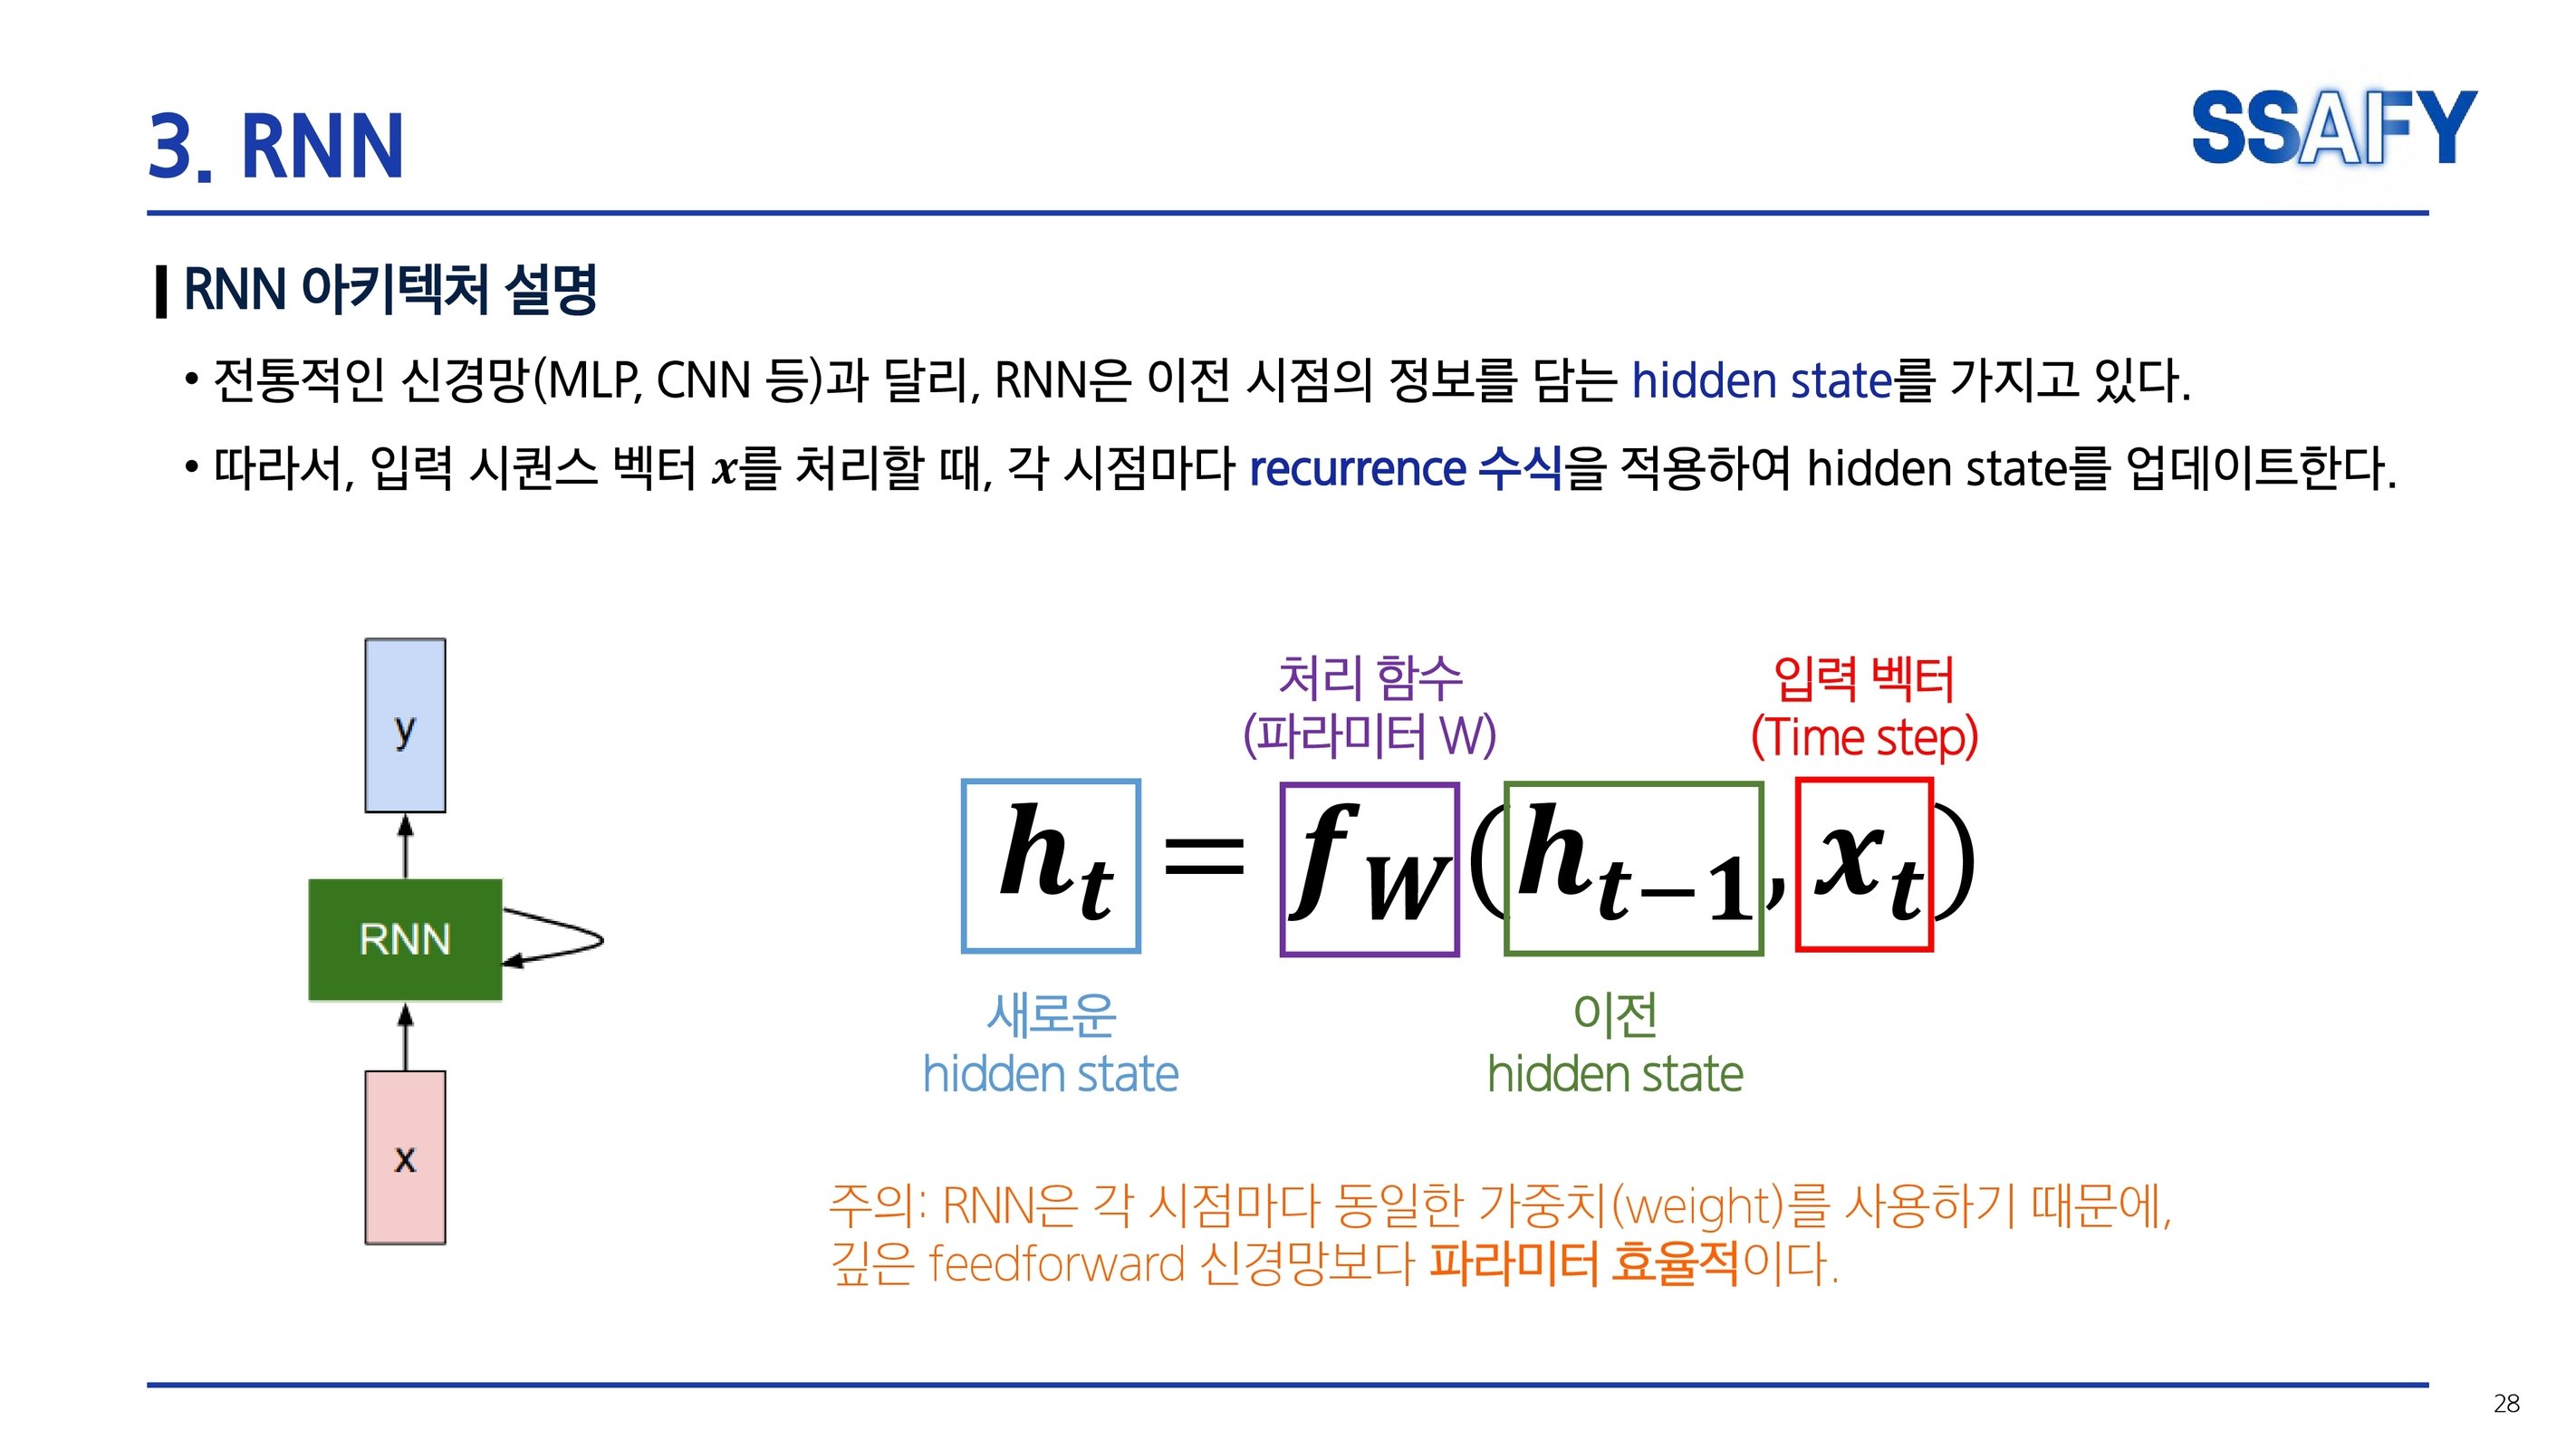 3. RNN
SSAFY
RNN 아키텍처 설명
• 전통적인 신경망(MLP, CNN 등)과 달리, RNN은 이전 시점의 정보를 담는 hidden state를 가지고 있다.
• 따라서, 입력 시퀀스 벡터 x를 처리할 때, 각 시점마다 recurrence 수식을 적용하여 hidden state를 업데이트한다.
y
RNN
x
처리 함수
(파라미터 W)
입력 벡터
(Time step)
h_t = f_W(h_{t-1}, x_t)
새로운
hidden state
이전
hidden state
주의: RNN은 각 시점마다 동일한 가중치(weight)를 사용하기 때문에,
깊은 feedforward 신경망보다 파라미터 효율적이다.
28